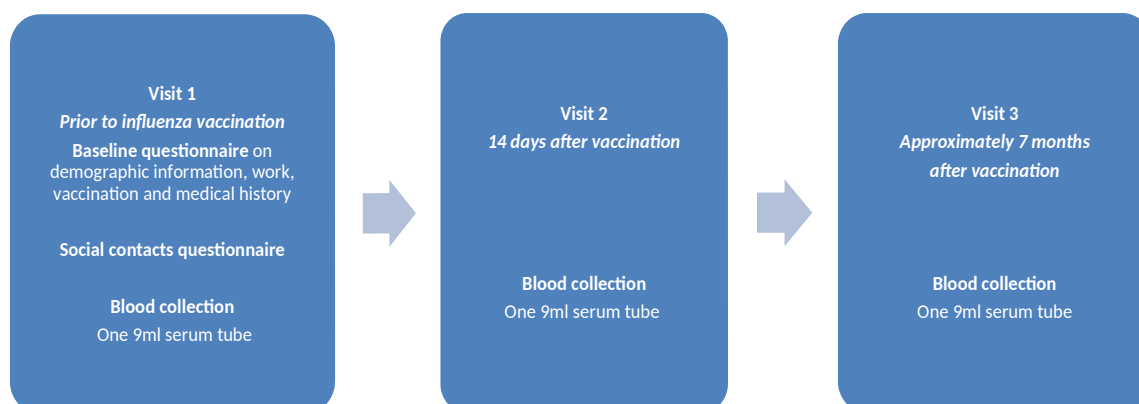 Visit 1
Prior to influenza vaccination
Baseline questionnaire on
demographic information, work,
vaccination and medical history
Social contacts questionnaire
Blood collection
One 9ml serum tube
Visit 2
14 days after vaccination
Blood collection
One 9ml serum tube
Visit 3
Approximately 7 months
after vaccination
Blood collection
One 9ml serum tube